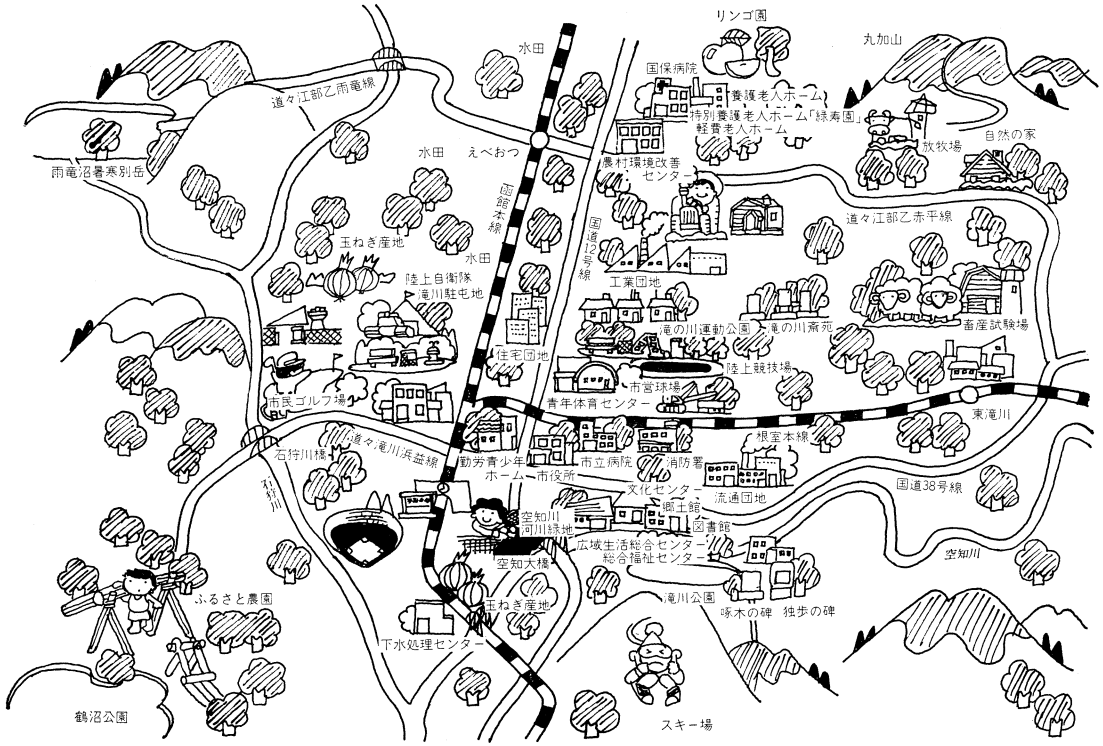 リンゴ園
丸加山
水田
国保病院
養護老人ホーム
道々江部乙雨竜線
特別養護老人ホーム「緑寿園」
軽費老人ホーム
放牧場
自然の家
水田
えべおつ
農村環境改善
センター
雨竜沼暑寒別岳
函館本線
国道12号線
道々江部乙赤平線
玉ねぎ産地
水田
陸上自衛隊
滝川駐屯地
工業団地
滝の川運動公園
滝の川斎苑
畜産試験場
住宅団地
陸上競技場
市営球場
青年体育センター
市民ゴルフ場
東滝川
道々滝川浜益線
根室本線
石狩川橋
勤労青少年
ホーム
市役所
市立病院
消防署
文化センター
流通団地
国道38号線
石狩川
郷土館
図書館
空知川
河川緑地
広域生活総合センター
総合福祉センター
空知川
空知大橋
滝川公園
啄木の碑
独歩の碑
ふるさと農園
玉ねぎ産地
下水処理センター
鶴沼公園
スキー場